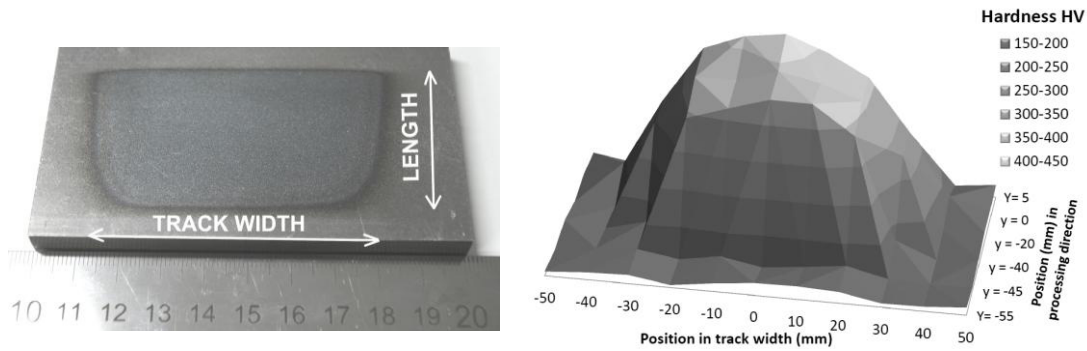 LENGTH
TRACK WIDTH
10 11 12 13 14 15 16 17 18 19 20
Hardness HV
150-200
200-250
250-300
300-350
350-400
400-450
Y= 5
y = 0
y = -20
y = -40
y = -45
Y= -55
Position (mm) in
processing direction
-50 -40 -30 -20 -10 0 10 20 30 40 50
Position in track width (mm)